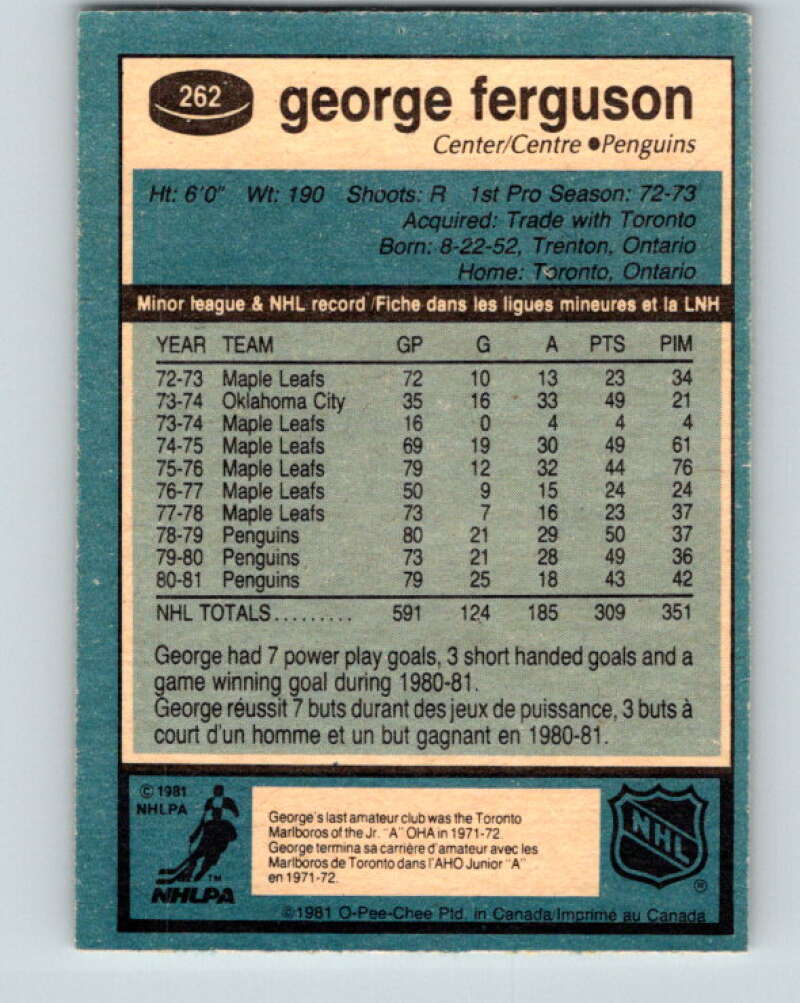 262 george ferguson
Center/Centre ●Penguins
Ht: 6'0" Wt: 190 Shoots: R 1st Pro Season: 72-73
Acquired: Trade with Toronto
Born: 8-22-52, Trenton, Ontario
Home: Toronto, Ontario
Minor league & NHL record/Fiche dans les ligues mineures et la LNH
YEAR TEAM GP G A PTS PIM
72-73 Maple Leafs 72 10 13 23 34
73-74 Oklahoma City 35 16 33 49 21
73-74 Maple Leafs 16 0 4 4 4
74-75 Maple Leafs 69 19 30 49 61
75-76 Maple Leafs 79 12 32 44 76
76-77 Maple Leafs 50 9 15 24 24
77-78 Maple Leafs 73 7 16 23 37
78-79 Penguins 80 21 29 50 37
79-80 Penguins 73 21 28 49 36
80-81 Penguins 79 25 18 43 42
NHL TOTALS......... 591 124 185 309 351
George had 7 power play goals, 3 short handed goals and a
game winning goal during 1980-81.
George réussit 7 buts durant des jeux de puissance, 3 buts à
court d'un homme et un but gagnant en 1980-81.
© 1981
NHLPA
TM
NHLPA
George's last amateur club was the Toronto
Marlboros of the Jr. "A" OHA in 1971-72.
George termina sa carrière d'amateur avec les
Marlboros de Toronto dans l'AHO Junior "A"
en 1971-72.
NHL
©1981 O-Pee-Chee Ptd. in Canada/Imprimé au Canada